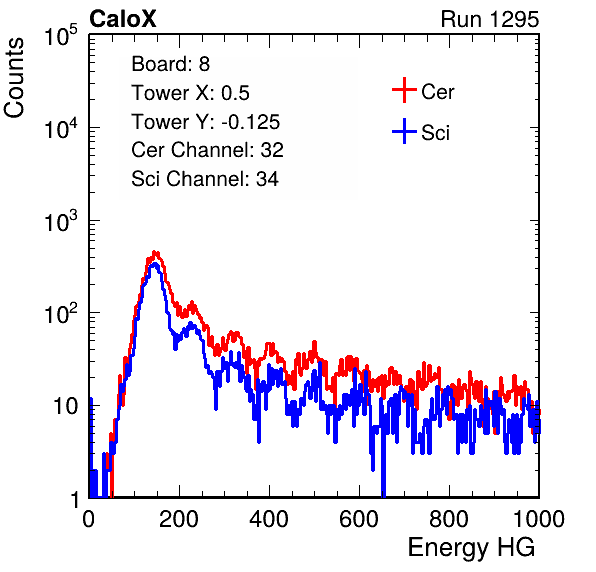 CaloX Run 1295
Counts
10^5
10^4
10^3
10^2
10
1
Board: 8
Tower X: 0.5
Tower Y: -0.125
Cer Channel: 32
Sci Channel: 34
Cer
Sci
0 200 400 600 800 1000
Energy HG